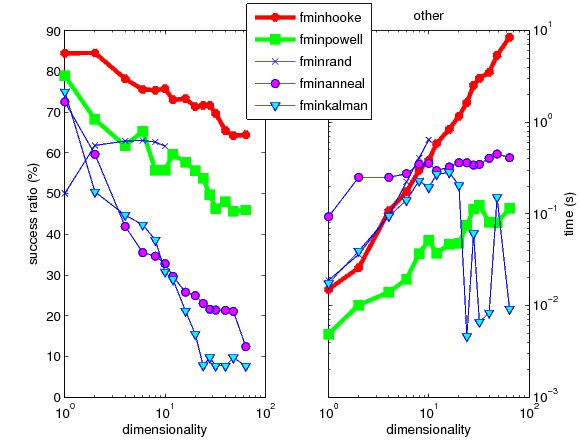 other
fminhooke
fminpowell
fminrand
fminanneal
fminkalman
success ratio (%)
90
80
70
60
50
40
30
20
10
0
10^0
10^1
10^2
dimensionality
10^0
10^1
10^2
dimensionality
10^1
10^0
10^-1
10^-2
10^-3
time (s)